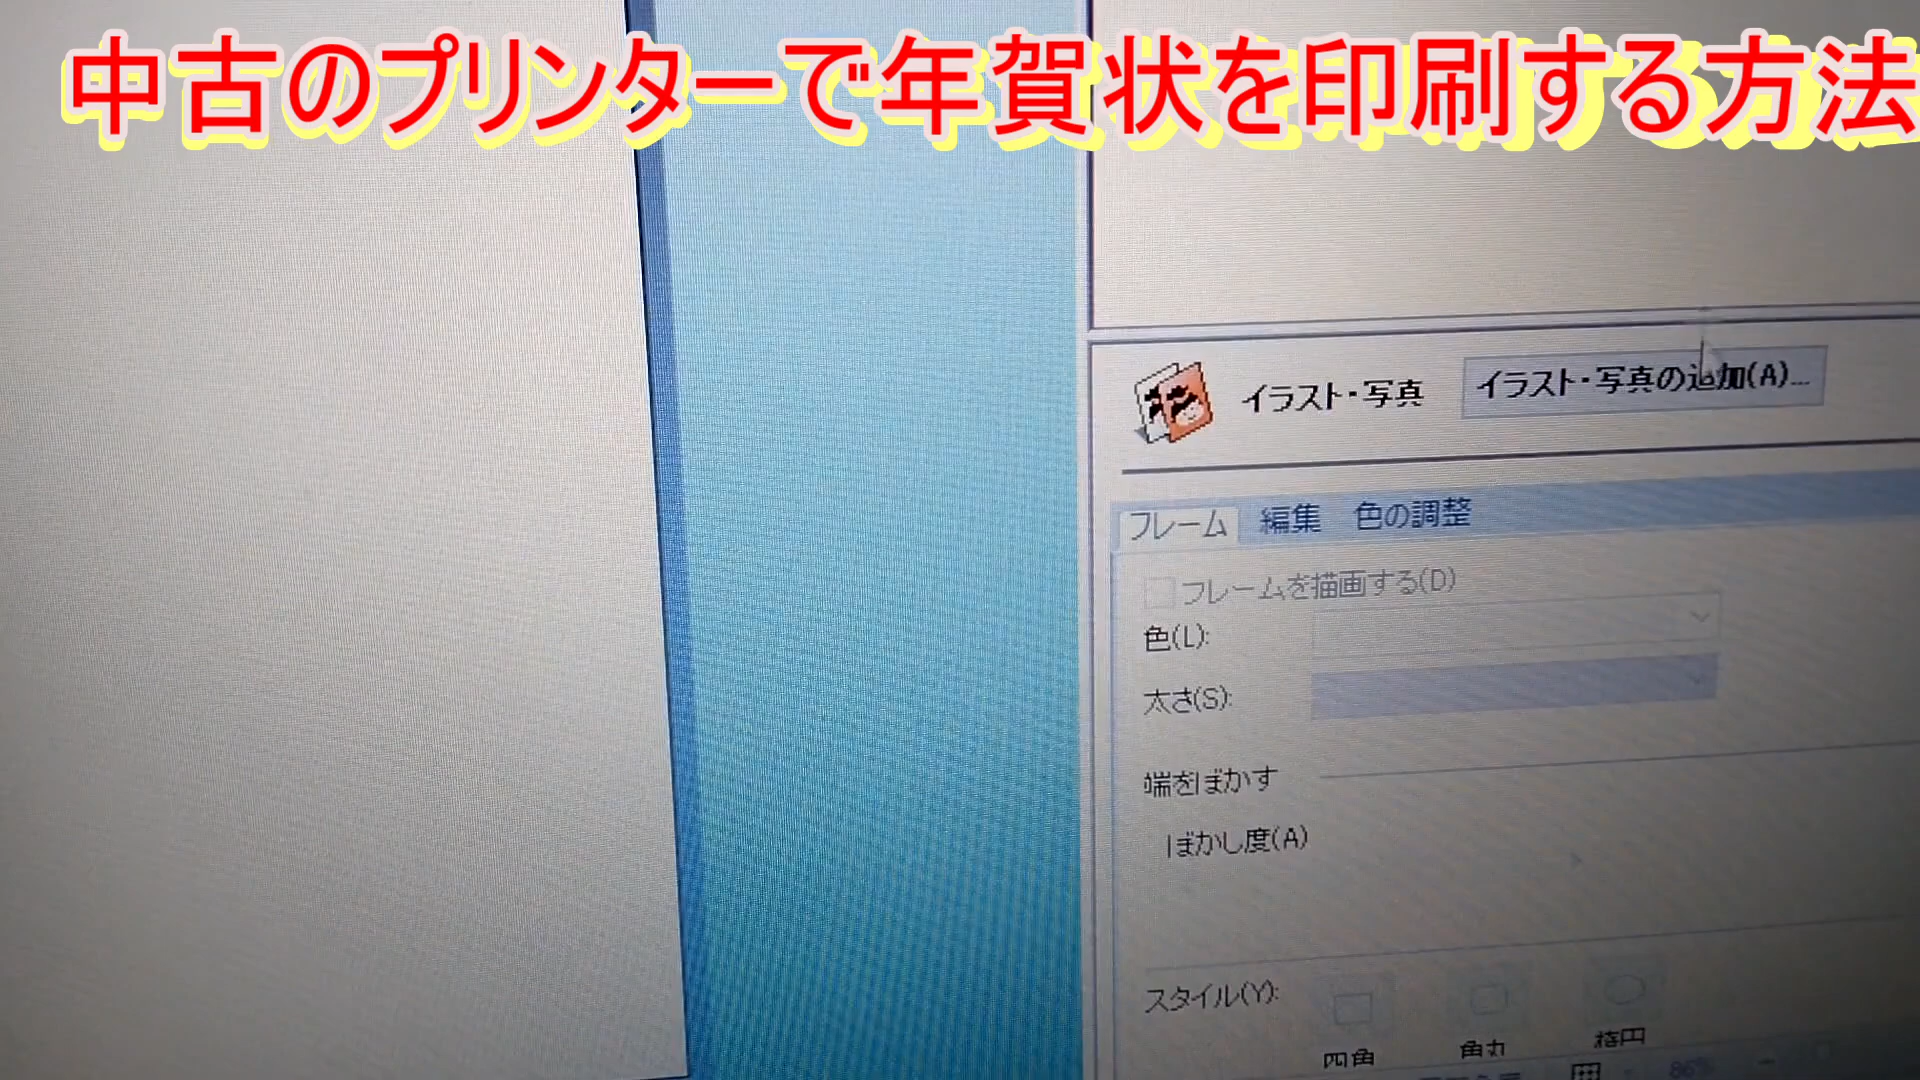 中古のプリンターで年賀状を印刷する方法
イラスト・写真 イラスト・写真の追加(A)...
フレーム 編集 色の調整
フレームを描画する(D)
色(L):
太さ(S):
端をぼかす
ぼかし度(A)
スタイル(Y):
四角 角丸 楕円
86%